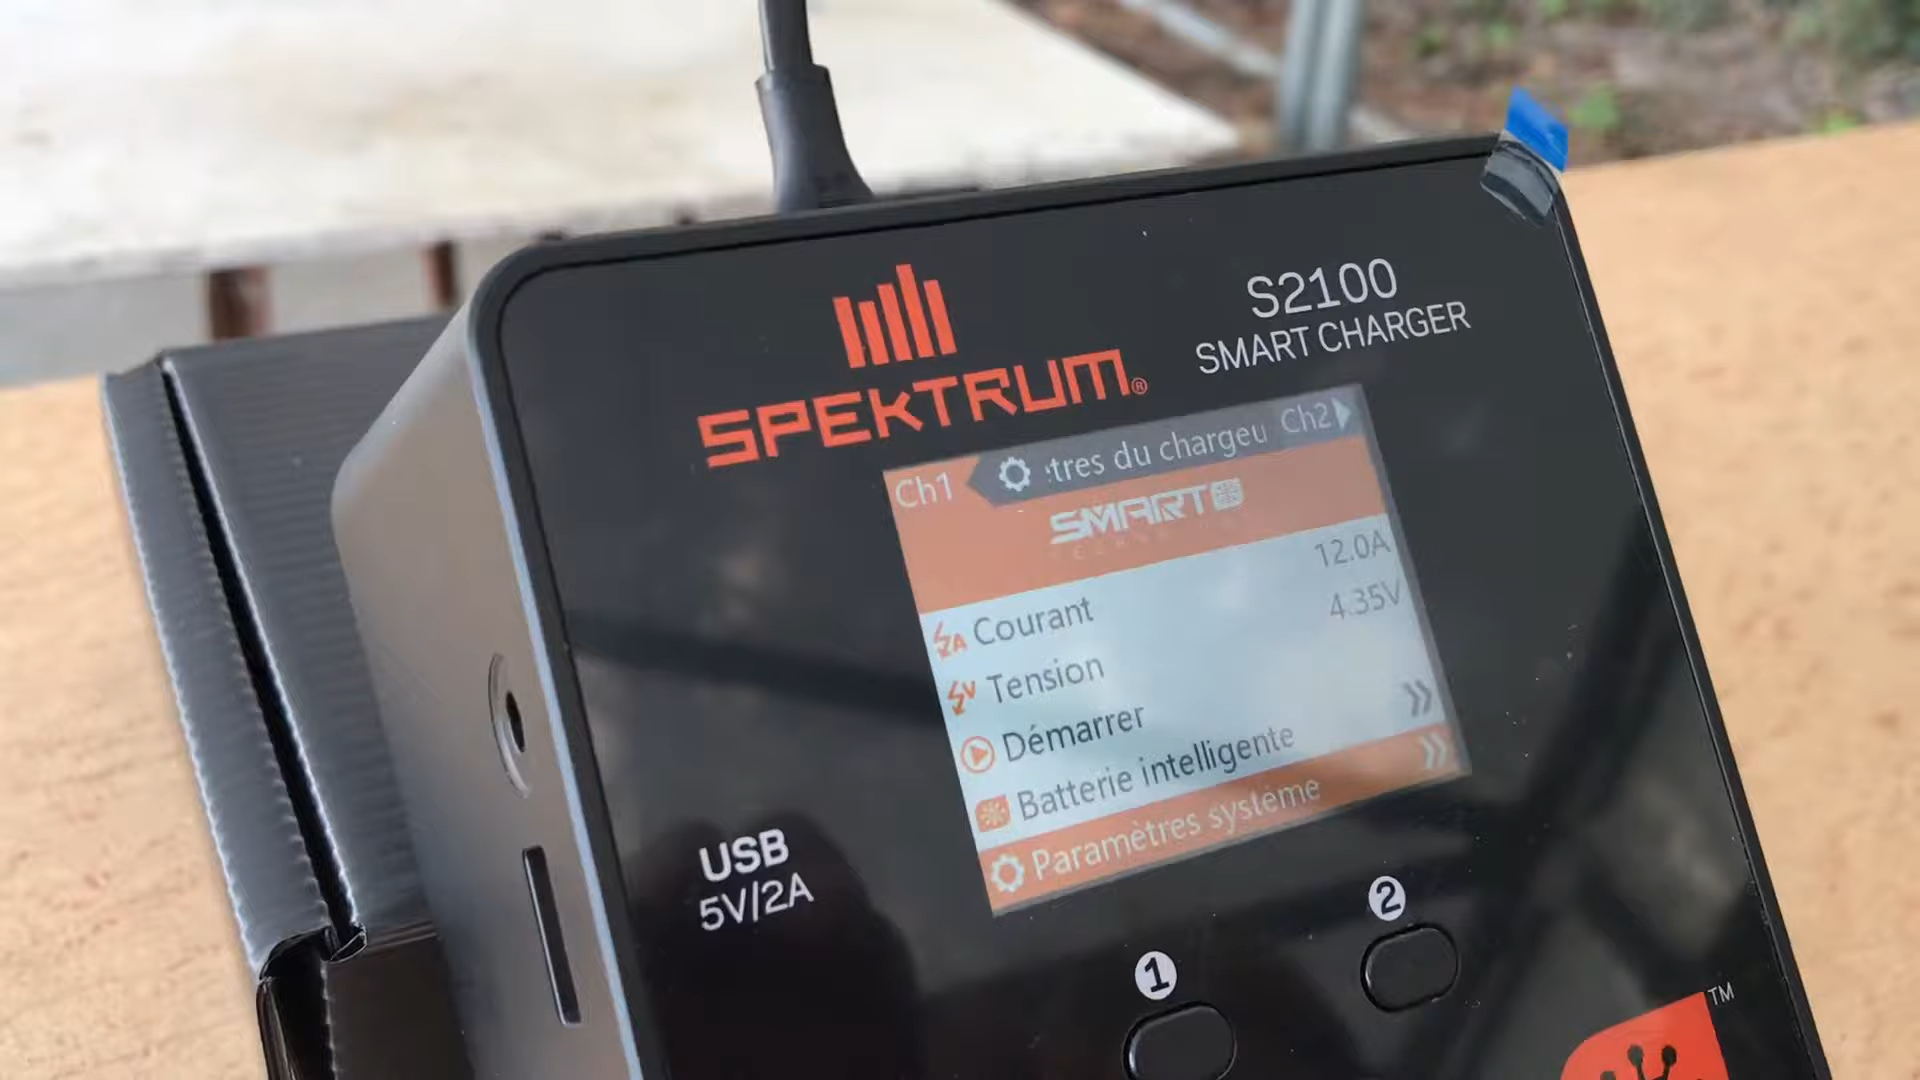 SPEKTRUM®
S2100
SMART CHARGER
Ch1 :tres du chargeu Ch2
SMART
Courant 12.0A
Tension 4.35V
Démarrer
Batterie intelligente
Paramètres système
USB
5V/2A
1
2
TM